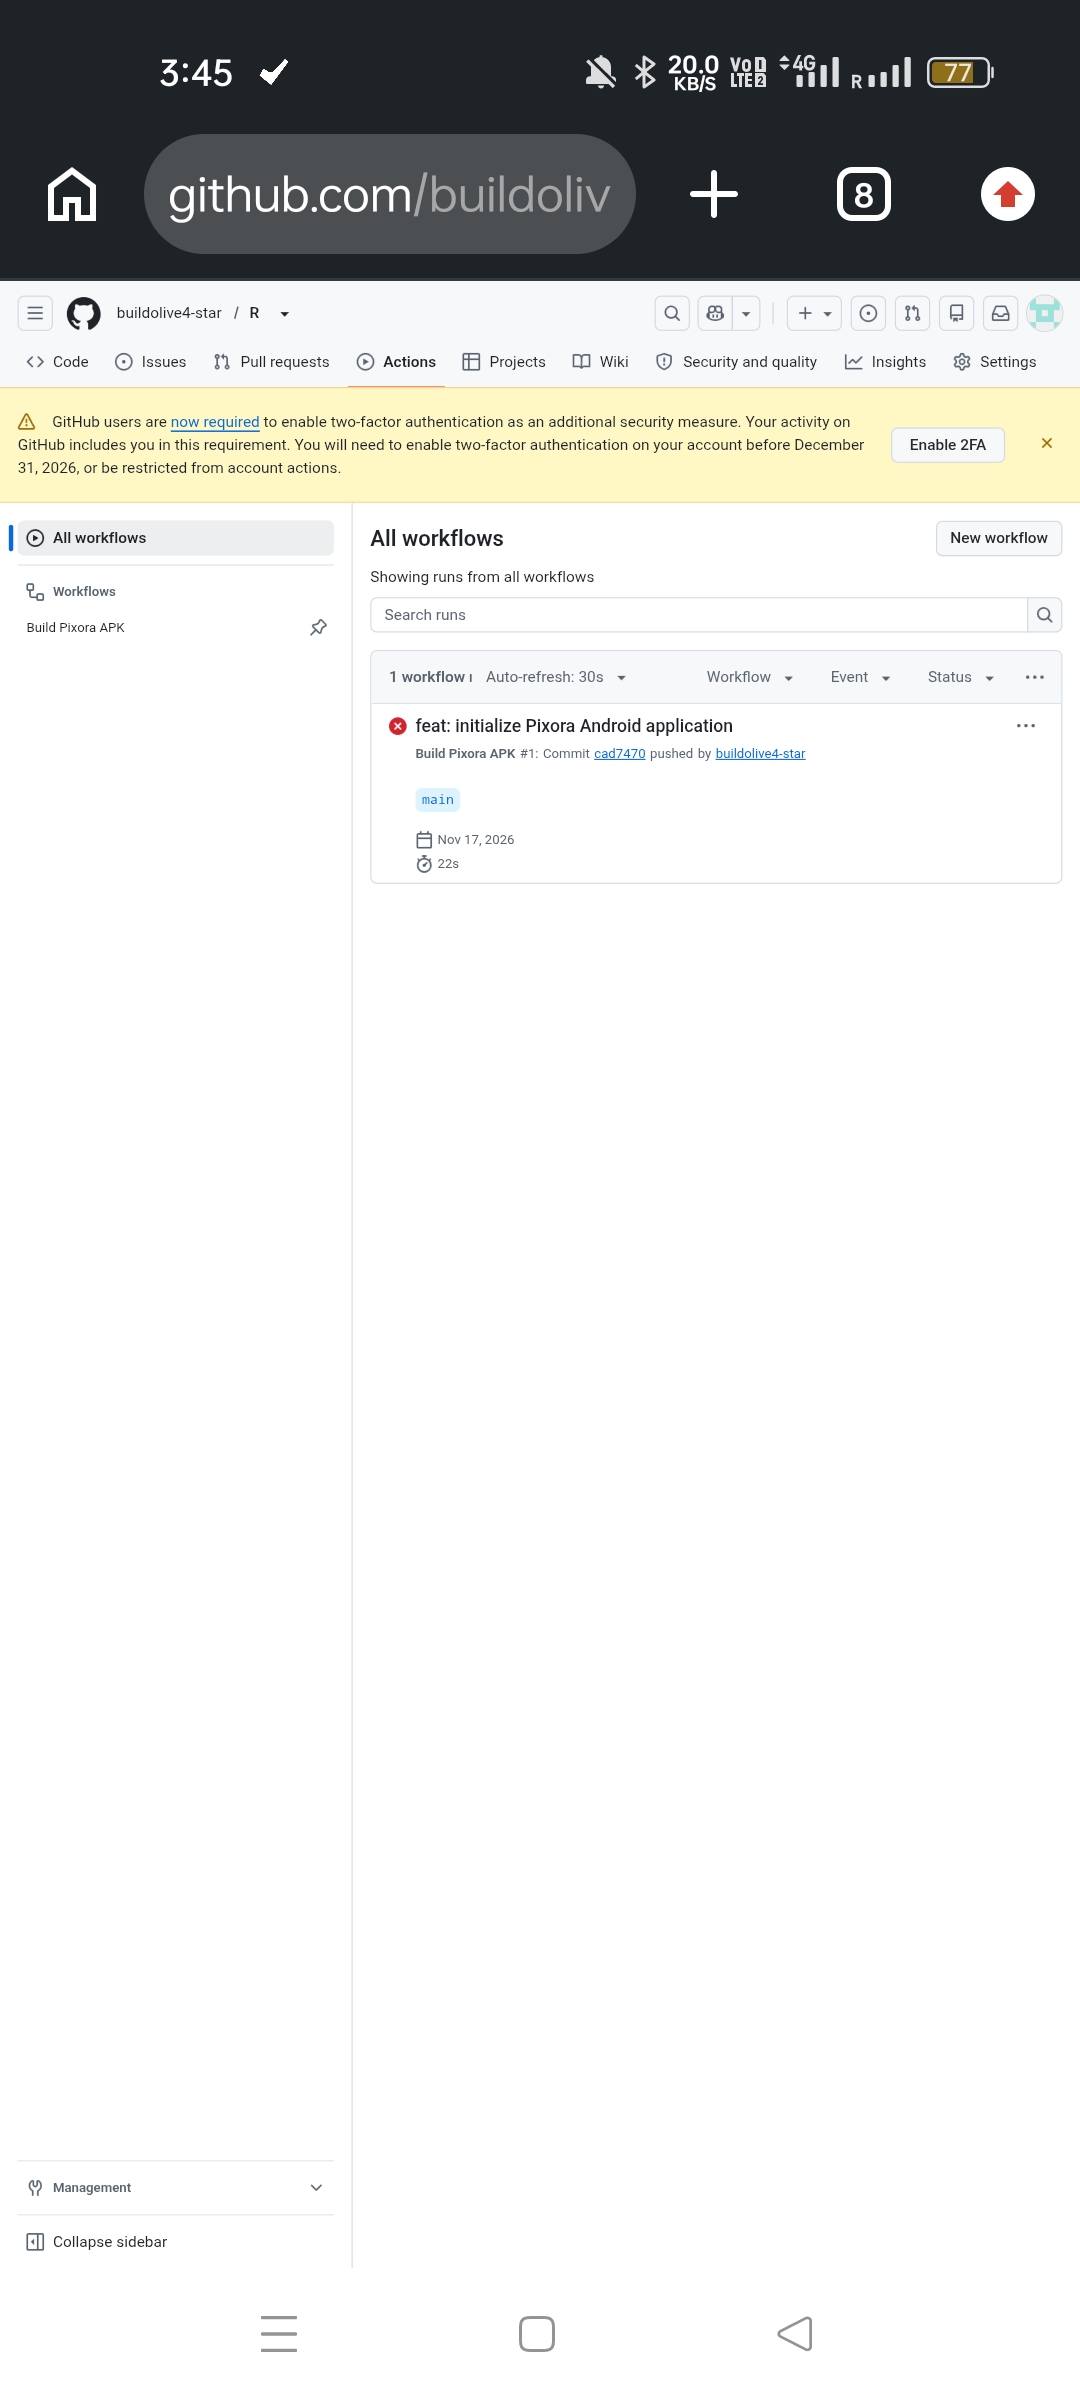 3:45
20.0 KB/S
Vo 1 LTE 2
4G
R
77
github.com/buildoliv
8
buildolive4-star / R
Code Issues Pull requests Actions Projects Wiki Security and quality Insights Settings
GitHub users are now required to enable two-factor authentication as an additional security measure. Your activity on
GitHub includes you in this requirement. You will need to enable two-factor authentication on your account before December
31, 2026, or be restricted from account actions.
Enable 2FA
All workflows
Workflows
Build Pixora APK
All workflows
New workflow
Showing runs from all workflows
Search runs
1 workflow Auto-refresh: 30s Workflow Event Status
feat: initialize Pixora Android application
Build Pixora APK #1: Commit cad7470 pushed by buildolive4-star
main
Nov 17, 2026
22s
Management
Collapse sidebar